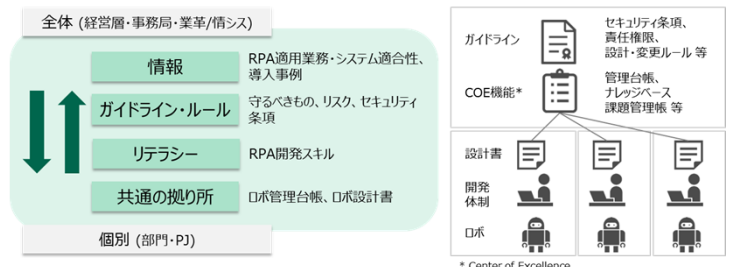 全体 (経営層・事務局・業革/情シス)
情報
RPA適用業務・システム適合性、
導入事例
ガイドライン・ルール
守るべきもの、リスク、セキュリティ
条項
リテラシー
RPA開発スキル
共通の拠り所
ロボ管理台帳、ロボ設計書
個別 (部門・PJ)
ガイドライン
セキュリティ条項、
責任権限、
設計・変更ルール 等
COE機能*
管理台帳、
ナレッジベース
課題管理帳 等
設計書
開発
体制
ロボ
* Center of Excellence